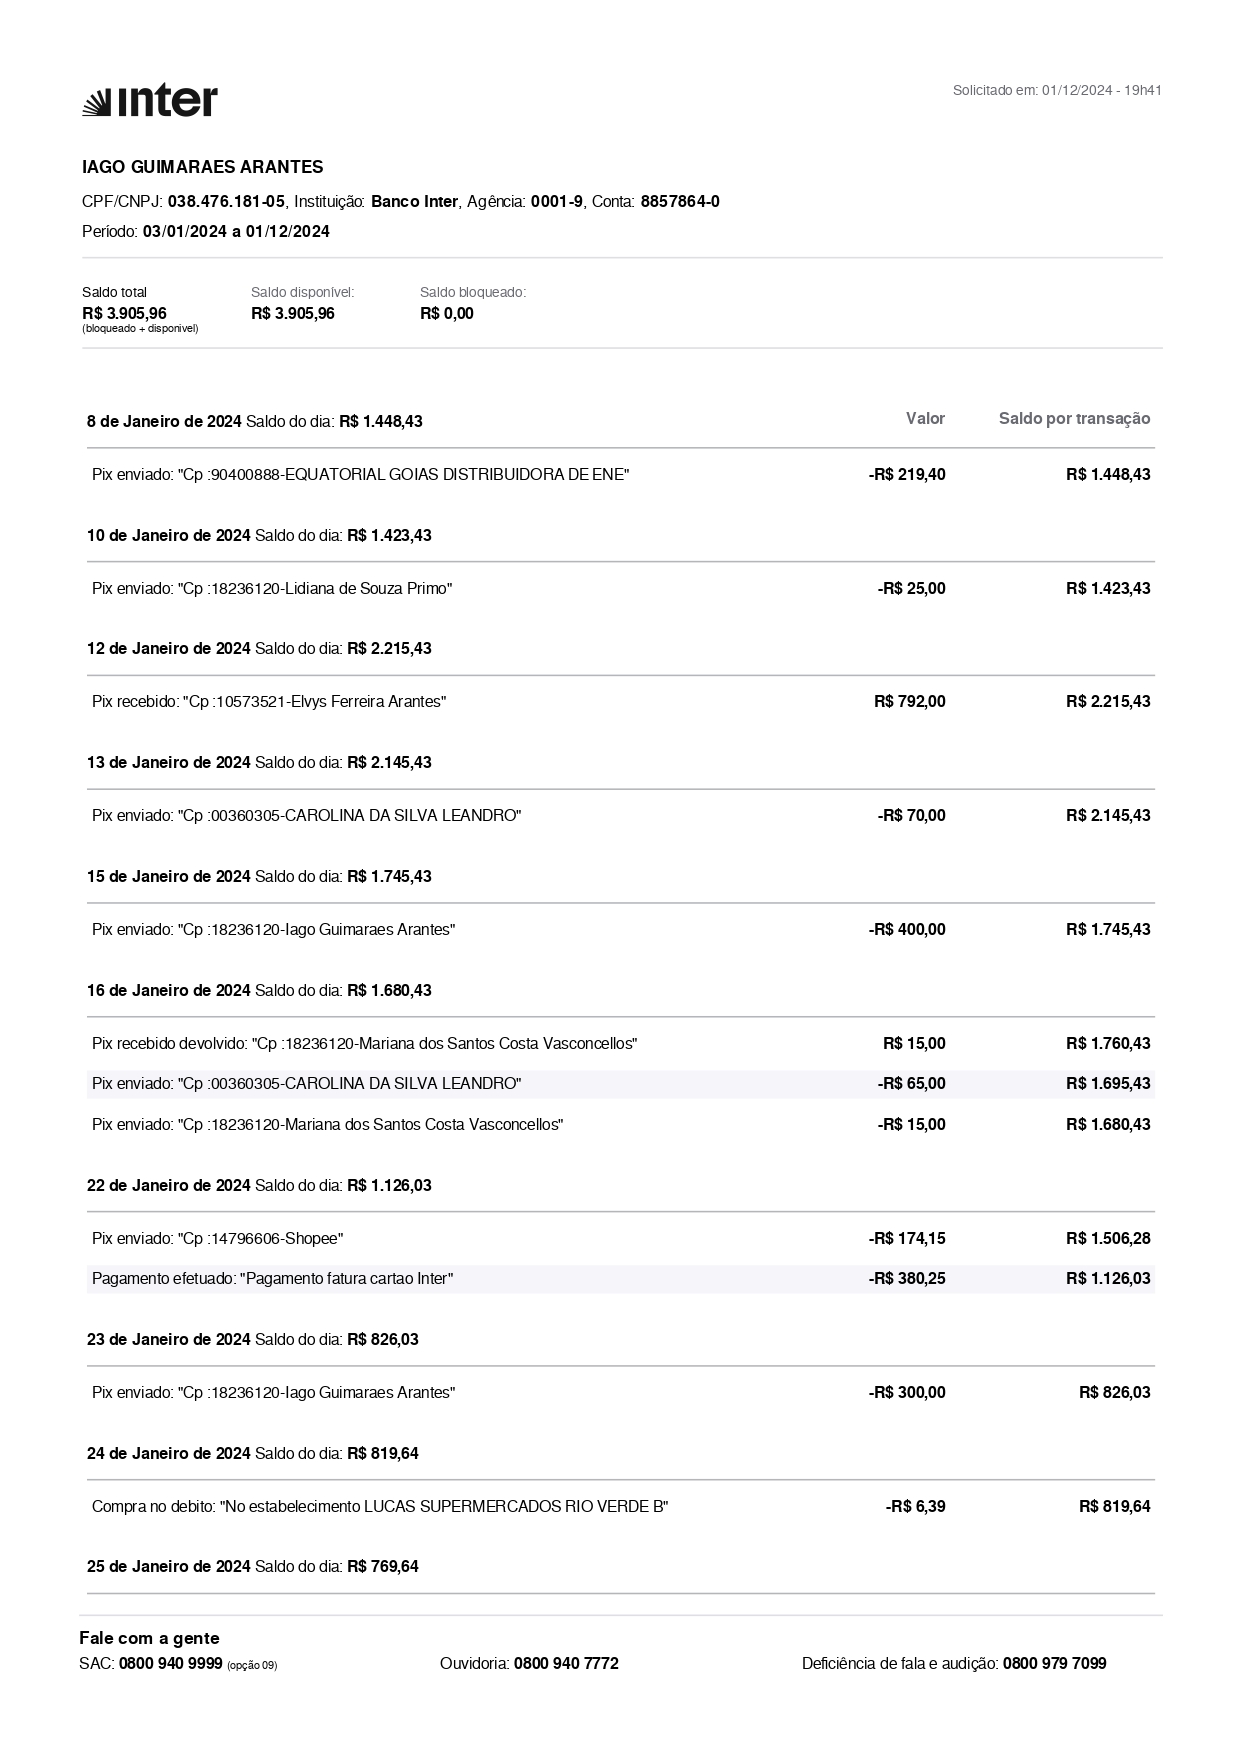 inter
Solicitado em: 01/12/2024 - 19h41
IAGO GUIMARAES ARANTES
CPF/CNPJ: 038.476.181-05, Instituição: Banco Inter, Agência: 0001-9, Conta: 8857864-0
Período: 03/01/2024 a 01/12/2024
Saldo total Saldo disponível: Saldo bloqueado:
R$ 3.905,96 R$ 3.905,96 R$ 0,00
(bloqueado + disponivel)
8 de Janeiro de 2024 Saldo do dia: R$ 1.448,43 Valor Saldo por transação
Pix enviado: "Cp :90400888-EQUATORIAL GOIAS DISTRIBUIDORA DE ENE" -R$ 219,40 R$ 1.448,43
10 de Janeiro de 2024 Saldo do dia: R$ 1.423,43
Pix enviado: "Cp :18236120-Lidiana de Souza Primo" -R$ 25,00 R$ 1.423,43
12 de Janeiro de 2024 Saldo do dia: R$ 2.215,43
Pix recebido: "Cp :10573521-Elvys Ferreira Arantes" R$ 792,00 R$ 2.215,43
13 de Janeiro de 2024 Saldo do dia: R$ 2.145,43
Pix enviado: "Cp :00360305-CAROLINA DA SILVA LEANDRO" -R$ 70,00 R$ 2.145,43
15 de Janeiro de 2024 Saldo do dia: R$ 1.745,43
Pix enviado: "Cp :18236120-Iago Guimaraes Arantes" -R$ 400,00 R$ 1.745,43
16 de Janeiro de 2024 Saldo do dia: R$ 1.680,43
Pix recebido devolvido: "Cp :18236120-Mariana dos Santos Costa Vasconcellos" R$ 15,00 R$ 1.760,43
Pix enviado: "Cp :00360305-CAROLINA DA SILVA LEANDRO" -R$ 65,00 R$ 1.695,43
Pix enviado: "Cp :18236120-Mariana dos Santos Costa Vasconcellos" -R$ 15,00 R$ 1.680,43
22 de Janeiro de 2024 Saldo do dia: R$ 1.126,03
Pix enviado: "Cp :14796606-Shopee" -R$ 174,15 R$ 1.506,28
Pagamento efetuado: "Pagamento fatura cartao Inter" -R$ 380,25 R$ 1.126,03
23 de Janeiro de 2024 Saldo do dia: R$ 826,03
Pix enviado: "Cp :18236120-Iago Guimaraes Arantes" -R$ 300,00 R$ 826,03
24 de Janeiro de 2024 Saldo do dia: R$ 819,64
Compra no debito: "No estabelecimento LUCAS SUPERMERCADOS RIO VERDE B" -R$ 6,39 R$ 819,64
25 de Janeiro de 2024 Saldo do dia: R$ 769,64
Fale com a gente
SAC: 0800 940 9999 (opção 09) Ouvidoria: 0800 940 7772 Deficiência de fala e audição: 0800 979 7099